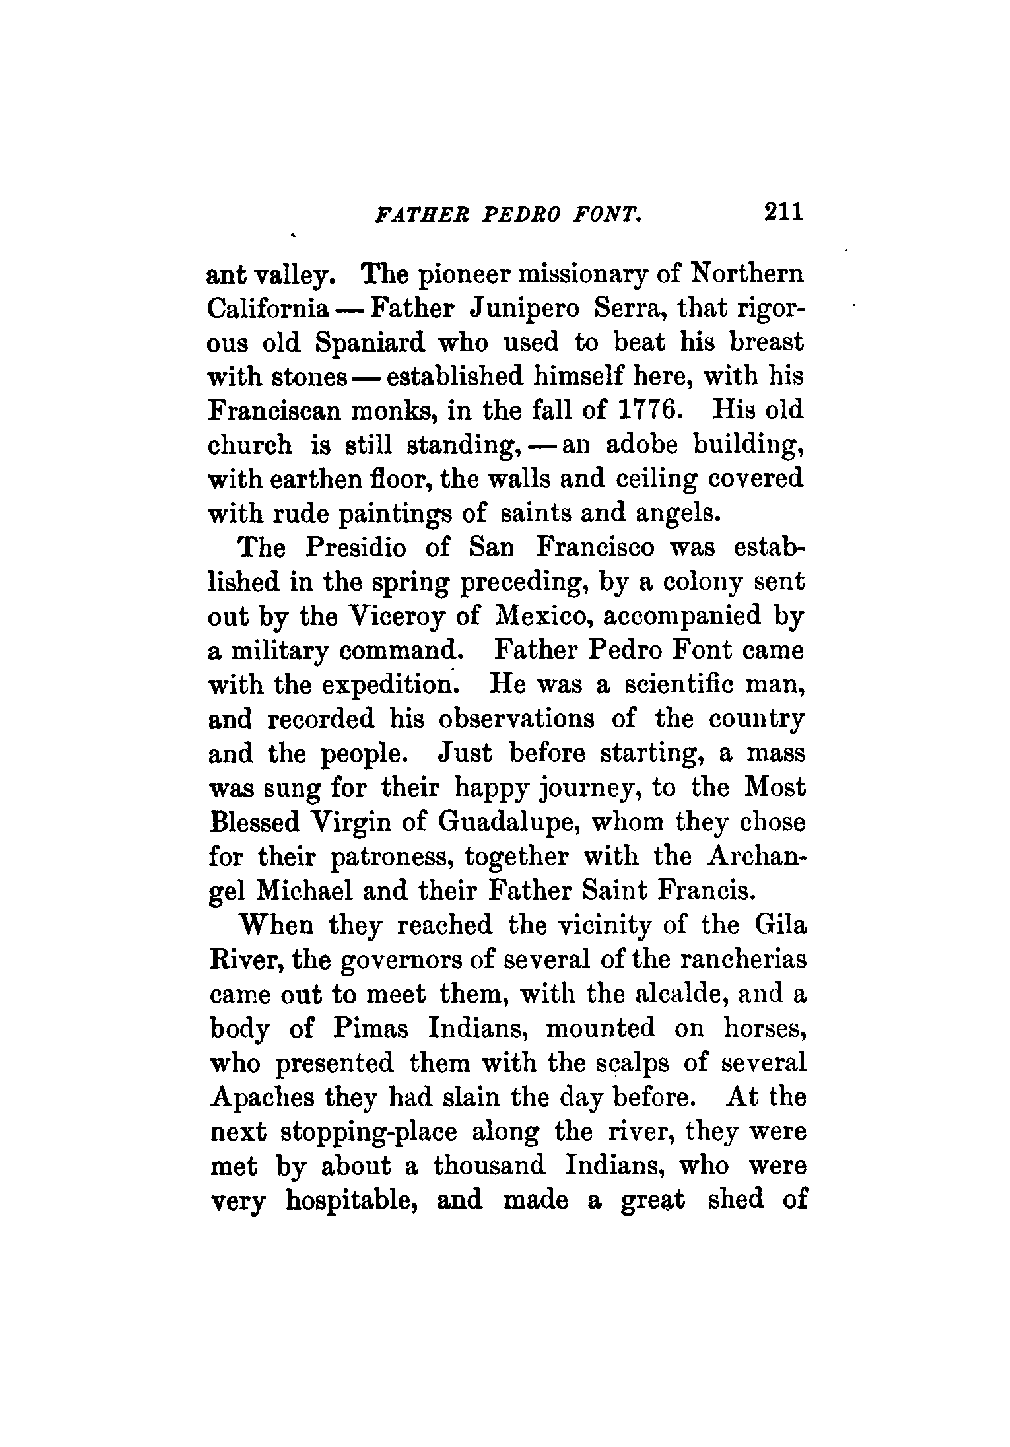 FATHER PEDRO FONT. 211
ant valley. The pioneer missionary of Northern
California — Father Junipero Serra, that rigor-
ous old Spaniard who used to beat his breast
with stones — established himself here, with his
Franciscan monks, in the fall of 1776. His old
church is still standing, — an adobe building,
with earthen floor, the walls and ceiling covered
with rude paintings of saints and angels.
The Presidio of San Francisco was estab-
lished in the spring preceding, by a colony sent
out by the Viceroy of Mexico, accompanied by
a military command. Father Pedro Font came
with the expedition. He was a scientific man,
and recorded his observations of the country
and the people. Just before starting, a mass
was sung for their happy journey, to the Most
Blessed Virgin of Guadalupe, whom they chose
for their patroness, together with the Archan-
gel Michael and their Father Saint Francis.
When they reached the vicinity of the Gila
River, the governors of several of the rancherias
came out to meet them, with the alcalde, and a
body of Pimas Indians, mounted on horses,
who presented them with the scalps of several
Apaches they had slain the day before. At the
next stopping-place along the river, they were
met by about a thousand Indians, who were
very hospitable, and made a great shed of